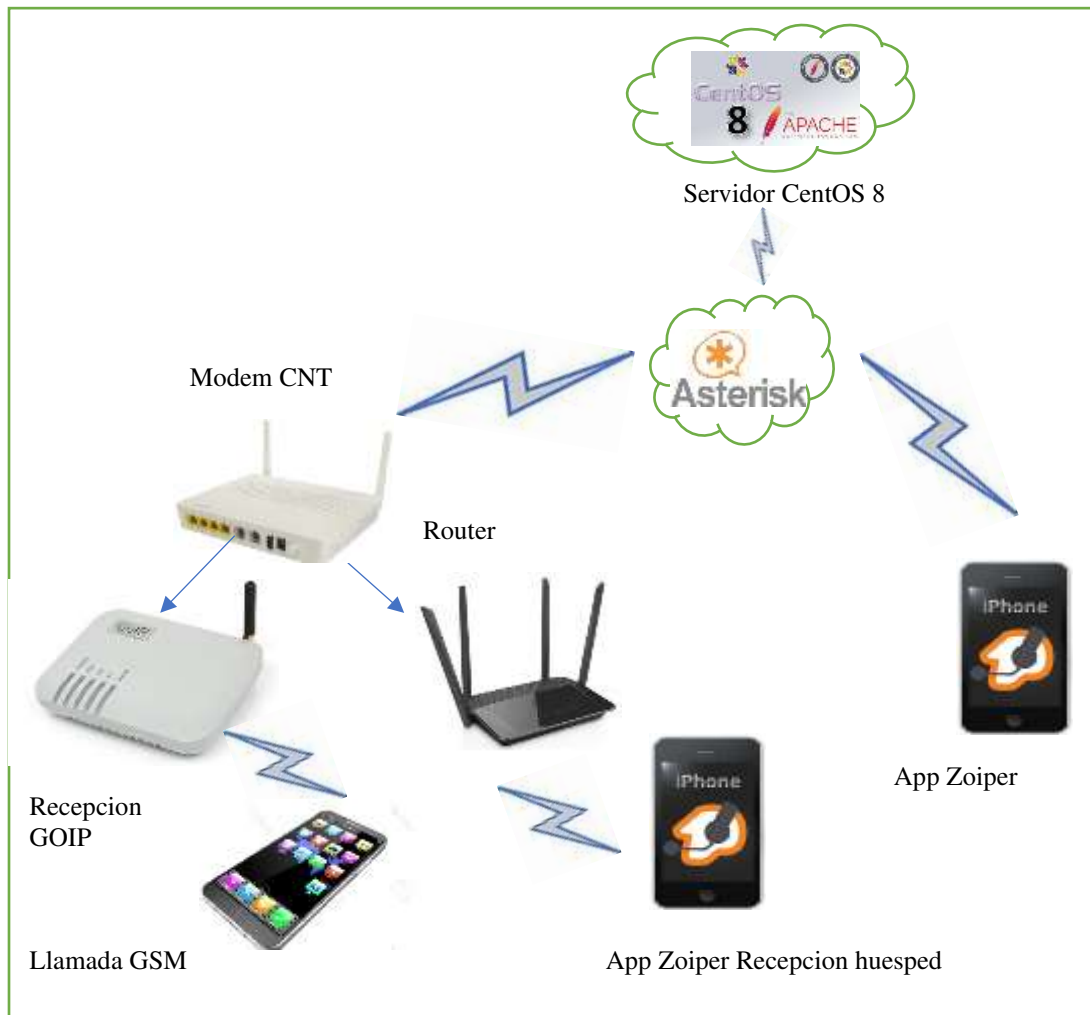 CentOS
8
APACHE
Servidor CentOS 8
Asterisk
Modem CNT
Router
iPhone
iPhone
App Zoiper
Recepcion
GOIP
Llamada GSM
App Zoiper Recepcion huesped